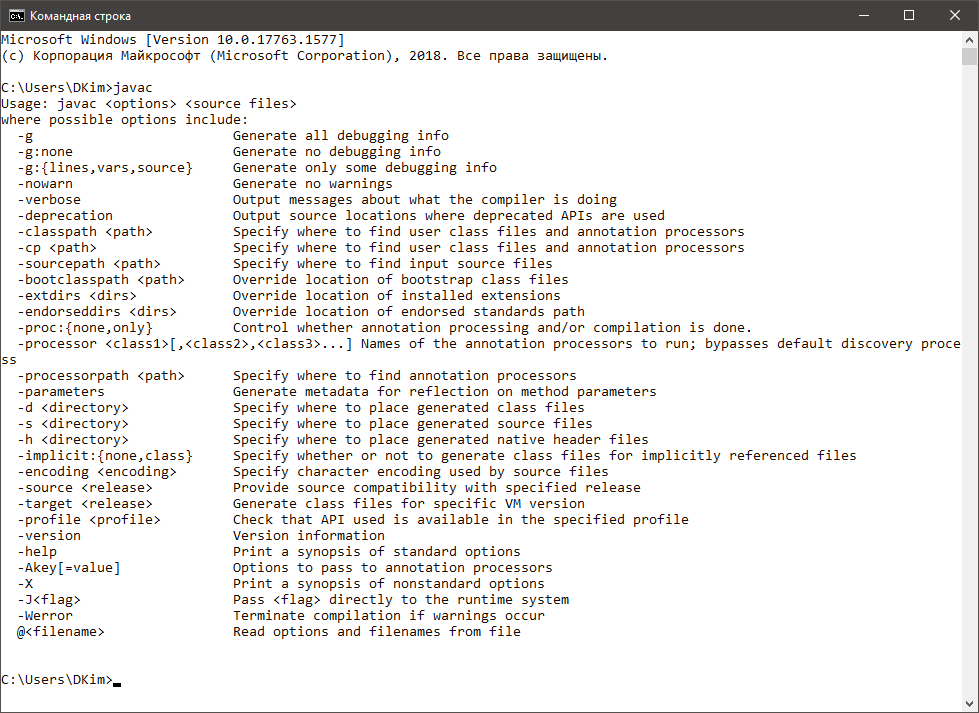 Командная строка
Microsoft Windows [Version 10.0.17763.1577]
(c) Корпорация Майкрософт (Microsoft Corporation), 2018. Все права защищены.
C:\Users\DKim>javac
Usage: javac <options> <source files>
where possible options include:
  -g                         Generate all debugging info
  -g:none                    Generate no debugging info
  -g:{lines,vars,source}     Generate only some debugging info
  -nowarn                    Generate no warnings
  -verbose                   Output messages about what the compiler is doing
  -deprecation               Output source locations where deprecated APIs are used
  -classpath <path>          Specify where to find user class files and annotation processors
  -cp <path>                 Specify where to find user class files and annotation processors
  -sourcepath <path>         Specify where to find input source files
  -bootclasspath <path>      Override location of bootstrap class files
  -extdirs <dirs>            Override location of installed extensions
  -endorseddirs <dirs>       Override location of endorsed standards path
  -proc:{none,only}          Control whether annotation processing and/or compilation is done.
  -processor <class1>[,<class2>,<class3>...] Names of the annotation processors to run; bypasses default discovery proce
ss
  -processorpath <path>      Specify where to find annotation processors
  -parameters                Generate metadata for reflection on method parameters
  -d <directory>             Specify where to place generated class files
  -s <directory>             Specify where to place generated source files
  -h <directory>             Specify where to place generated native header files
  -implicit:{none,class}     Specify whether or not to generate class files for implicitly referenced files
  -encoding <encoding>       Specify character encoding used by source files
  -source <release>          Provide source compatibility with specified release
  -target <release>          Generate class files for specific VM version
  -profile <profile>         Check that API used is available in the specified profile
  -version                   Version information
  -help                      Print a synopsis of standard options
  -Akey[=value]              Options to pass to annotation processors
  -X                         Print a synopsis of nonstandard options
  -J<flag>                   Pass <flag> directly to the runtime system
  -Werror                    Terminate compilation if warnings occur
  @<filename>                Read options and filenames from file
C:\Users\DKim>